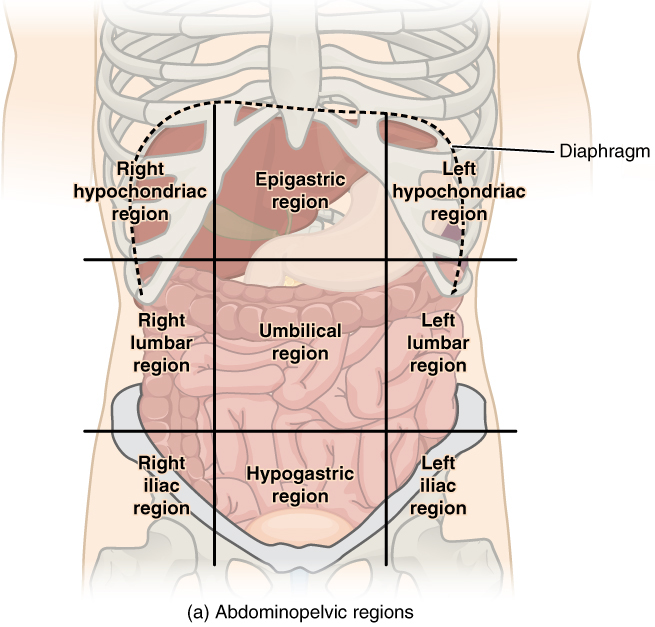 Diaphragm
Right
hypochondriac
region
Epigastric
region
Left
hypochondriac
region
Right
lumbar
region
Umbilical
region
Left
lumbar
region
Right
iliac
region
Hypogastric
region
Left
iliac
region
(a) Abdominopelvic regions